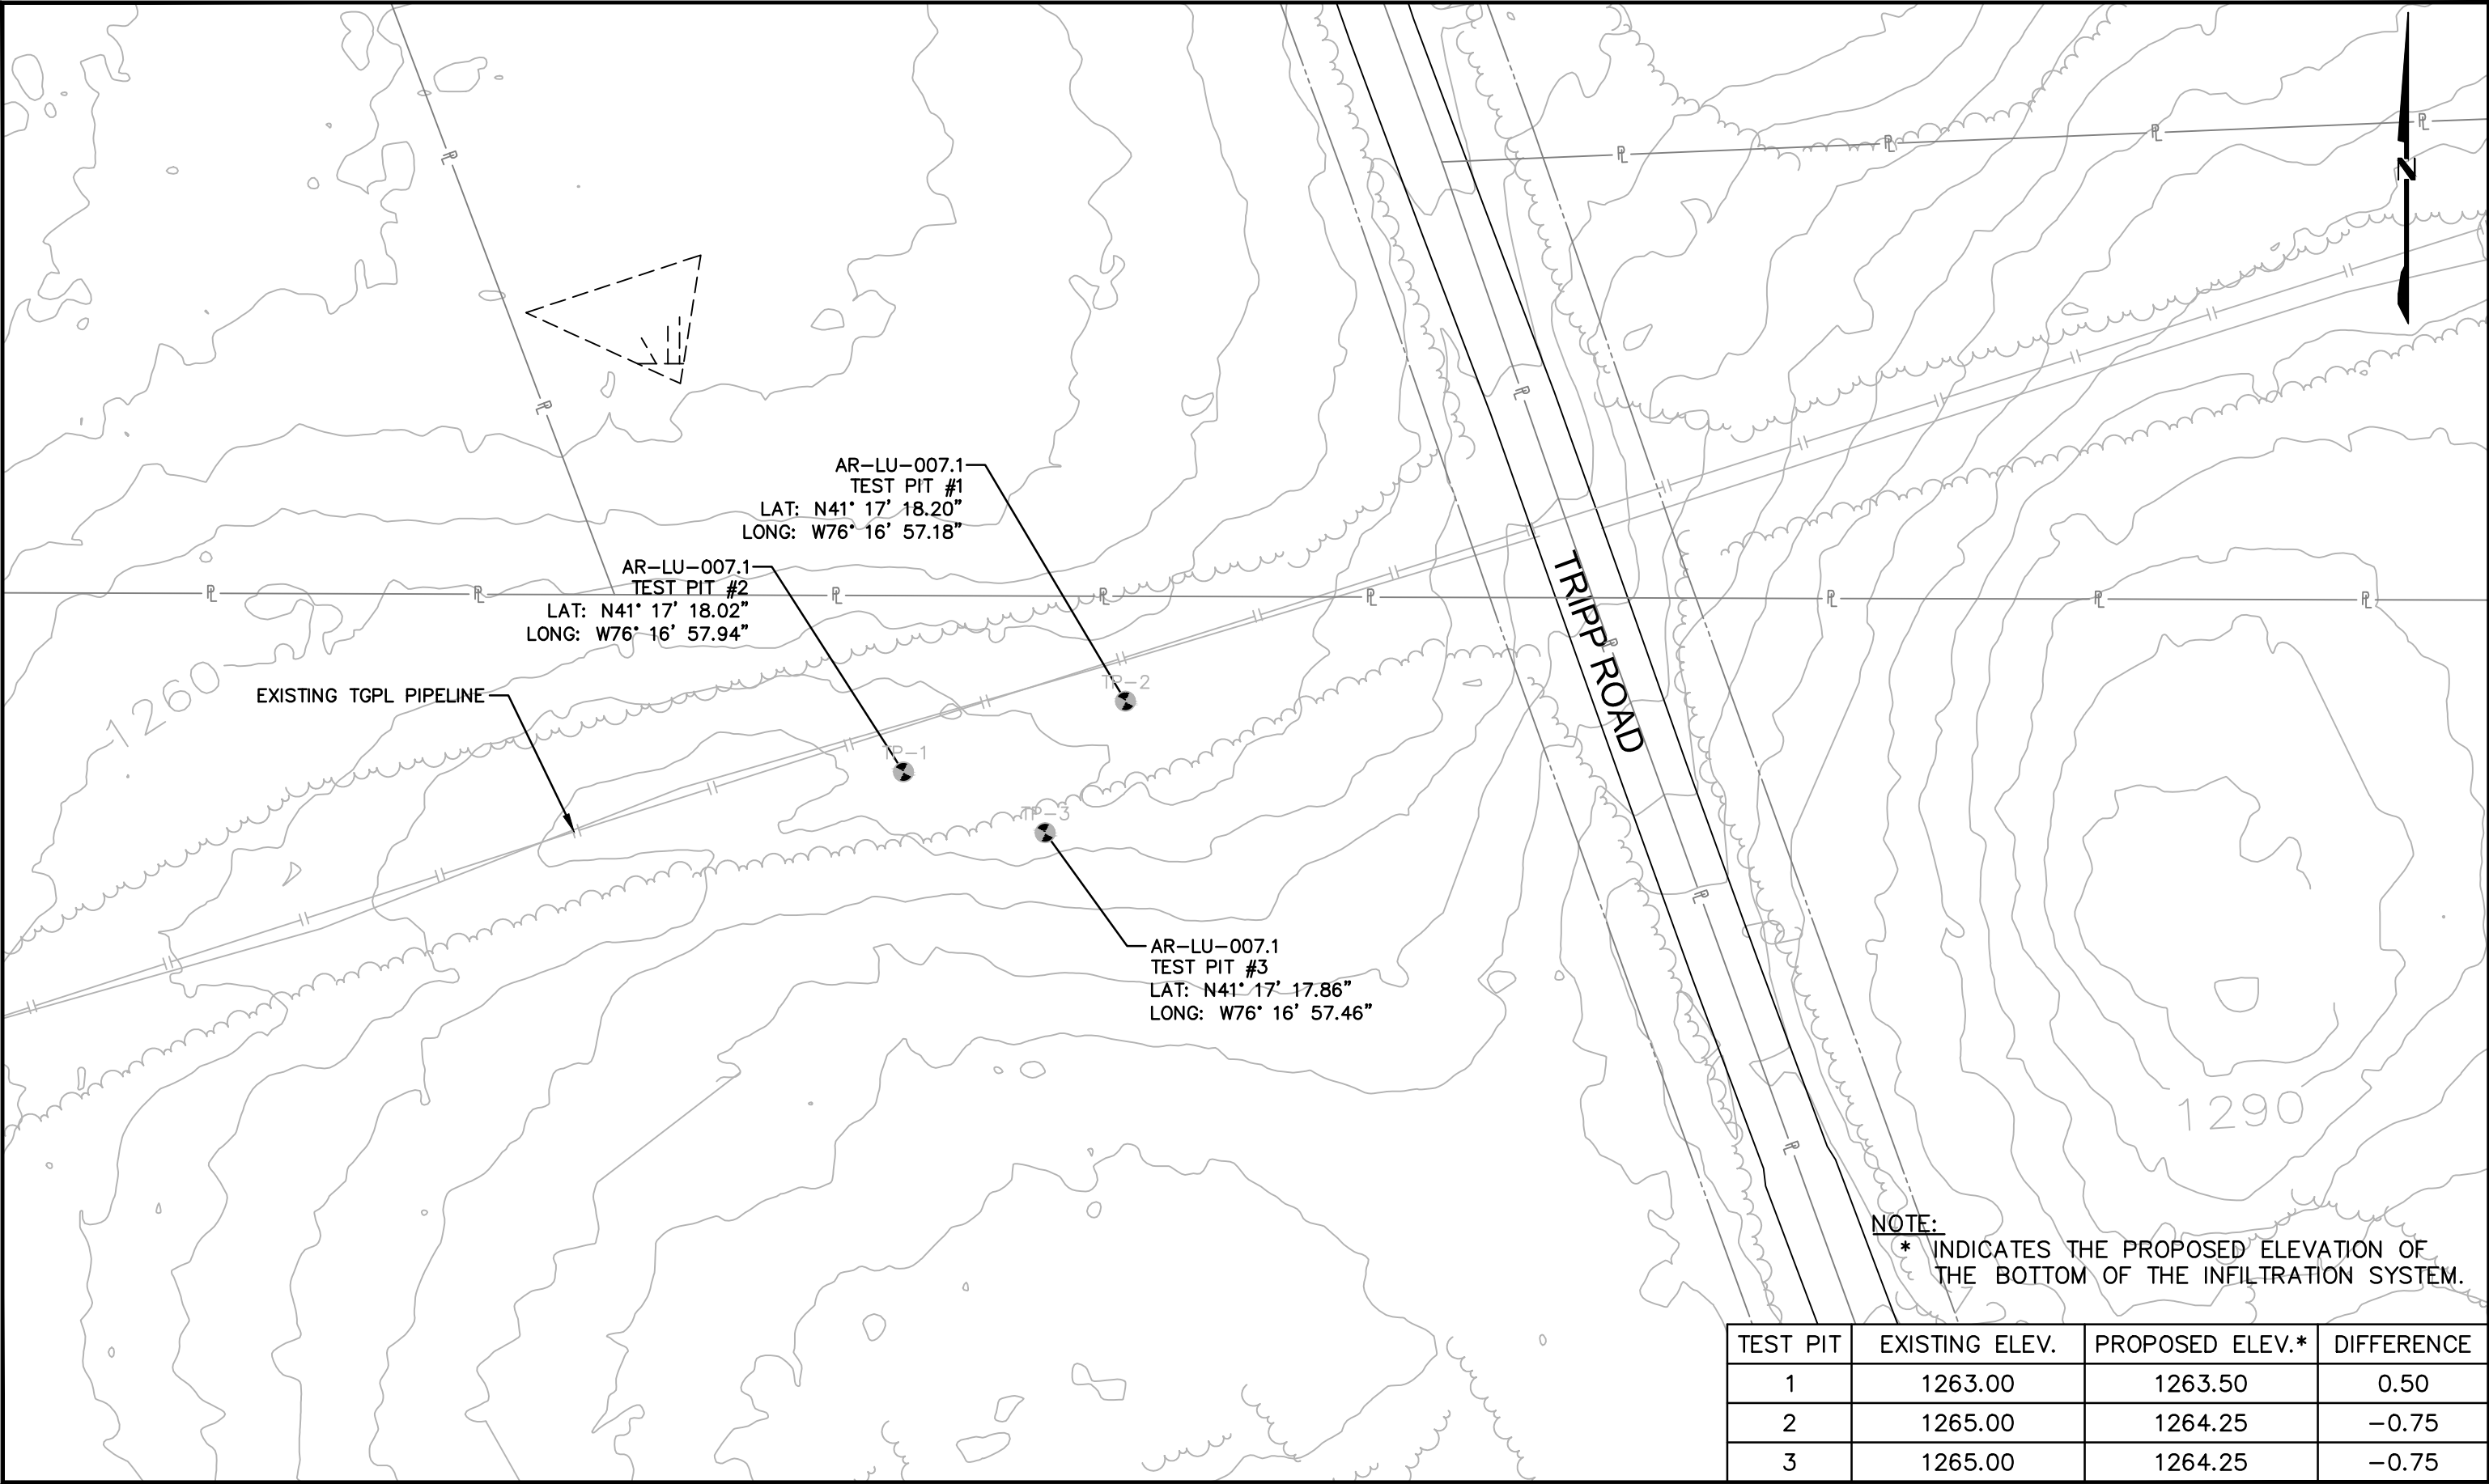 N
AR-LU-007.1
TEST PIT #1
LAT: N41° 17' 18.20"
LONG: W76° 16' 57.18"
AR-LU-007.1
TEST PIT #2
LAT: N41° 17' 18.02"
LONG: W76° 16' 57.94"
EXISTING TGPL PIPELINE
1260
TP-2
TP-1
TP-3
TRIPP ROAD
AR-LU-007.1
TEST PIT #3
LAT: N41° 17' 17.86"
LONG: W76° 16' 57.46"
1290
NOTE:
* INDICATES THE PROPOSED ELEVATION OF
THE BOTTOM OF THE INFILTRATION SYSTEM.
TEST PIT EXISTING ELEV. PROPOSED ELEV.* DIFFERENCE
1 1263.00 1263.50 0.50
2 1265.00 1264.25 -0.75
3 1265.00 1264.25 -0.75